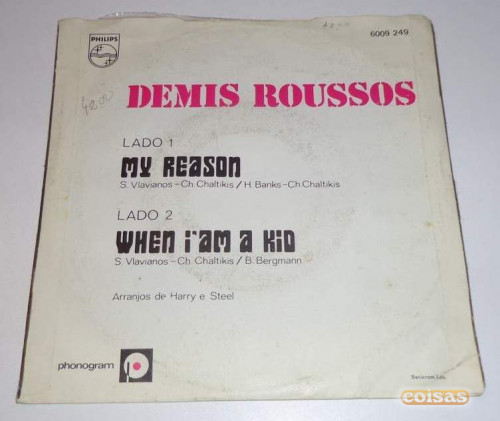 PHILIPS
6009 249
DEMIS ROUSSOS
LADO 1
MY REASON
S. Vlavianos - Ch. Chaltikis / H. Banks - Ch. Chaltikis
LADO 2
WHEN i'AM A KiD
S. Vlavianos - Ch. Chaltikis / B. Bergmann
Arranjos de Harry e Steel
phonogram
coisas